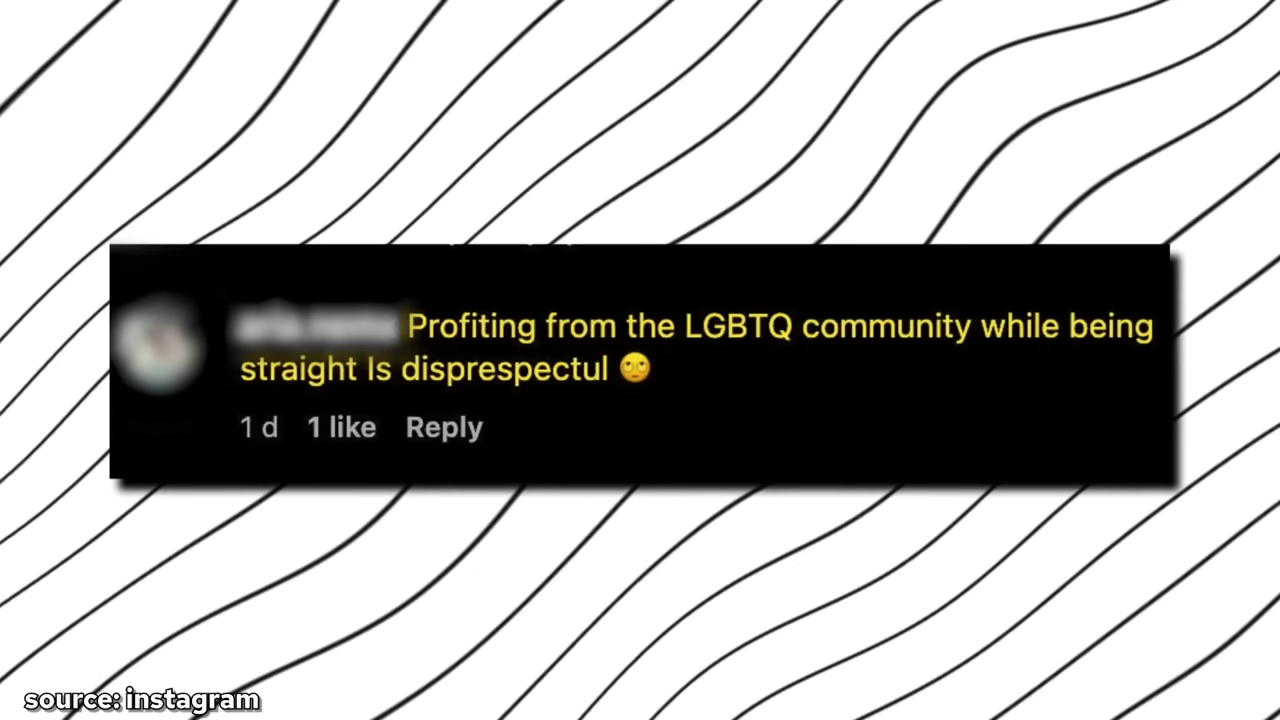 Profiting from the LGBTQ community while being
straight Is disprespectul 🙄
1 d 1 like Reply
source: instagram